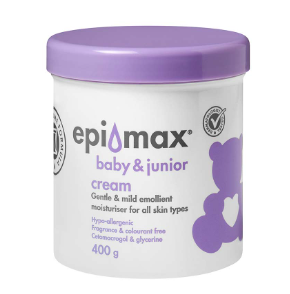 epimax®
baby & junior
cream
Gentle & mild emollient
moisturiser for all skin types
Hypo-allergenic
Fragrance & colourant free
Cetomacrogol & glycerine
400 g